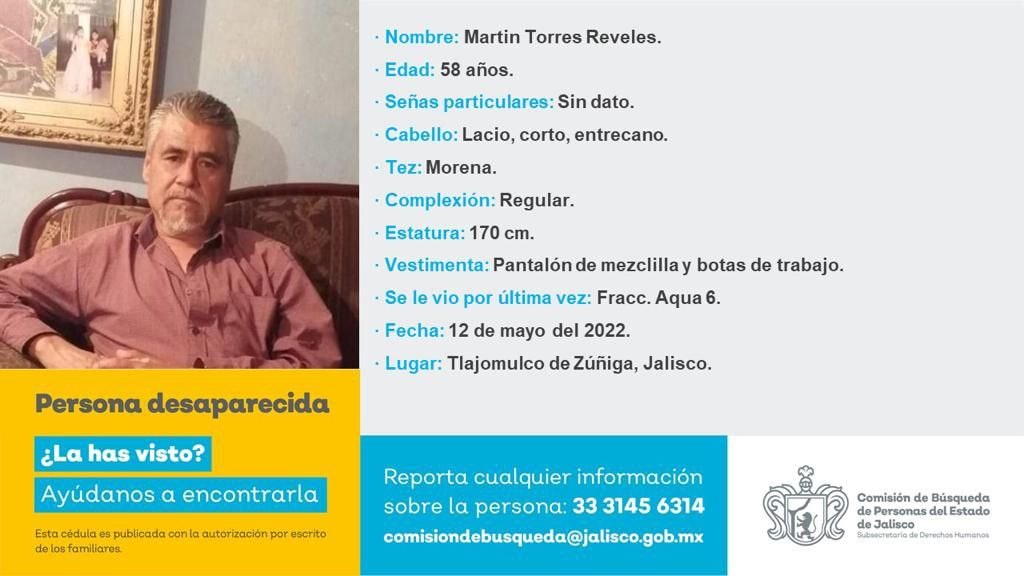 · Nombre: Martin Torres Reveles.
· Edad: 58 años.
· Señas particulares: Sin dato.
· Cabello: Lacio, corto, entrecano.
· Tez: Morena.
· Complexión: Regular.
· Estatura: 170 cm.
· Vestimenta: Pantalón de mezclilla y botas de trabajo.
· Se le vio por última vez: Fracc. Aqua 6.
· Fecha: 12 de mayo del 2022.
· Lugar: Tlajomulco de Zúñiga, Jalisco.
Persona desaparecida
¿La has visto?
Ayúdanos a encontrarla
Esta cédula es publicada con la autorización por escrito
de los familiares.
Reporta cualquier información
sobre la persona: 33 3145 6314
comisiondebusqueda@jalisco.gob.mx
Comisión de Búsqueda
de Personas del Estado
de Jalisco
Subsecretaría de Derechos Humanos